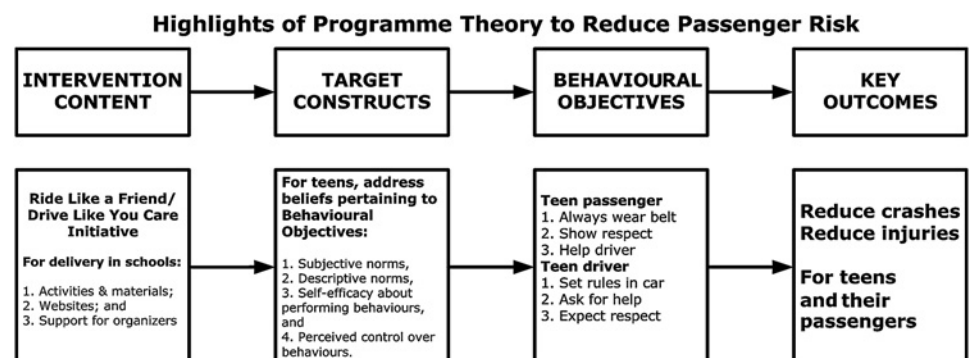 Highlights of Programme Theory to Reduce Passenger Risk
INTERVENTION
CONTENT
TARGET
CONSTRUCTS
BEHAVIOURAL
OBJECTIVES
KEY
OUTCOMES
Ride Like a Friend/
Drive Like You Care
Initiative
For delivery in schools:
1. Activities & materials;
2. Websites; and
3. Support for organizers
For teens, address
beliefs pertaining to
Behavioural
Objectives:
1. Subjective norms,
2. Descriptive norms,
3. Self-efficacy about
performing behaviours,
and
4. Perceived control over
behaviours.
Teen passenger
1. Always wear belt
2. Show respect
3. Help driver
Teen driver
1. Set rules in car
2. Ask for help
3. Expect respect
Reduce crashes
Reduce injuries
For teens
and their
passengers